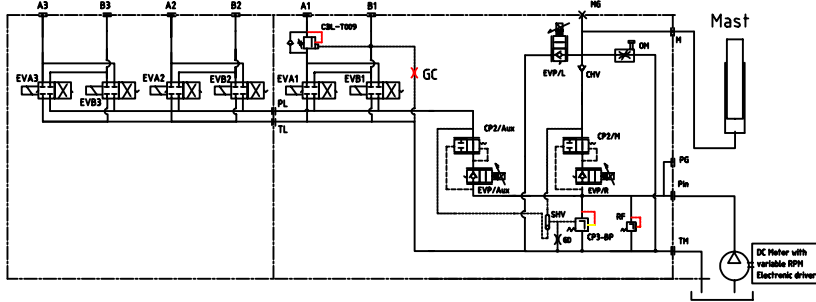 A3
B3
A2
B2
A1
B1
MG
Mast
CBL-T009
M
OM
EVP/L
CHV
GC
EVA3
EVB3
EVA2
EVB2
EVA1
EVB1
PL
TL
CP2/Aux
CP2/M
EVP/Aux
EVP/R
PG
Pin
SHV
GD
CP3-BP
RF
TM
DC Moter with
variable RPM
Electronic driver